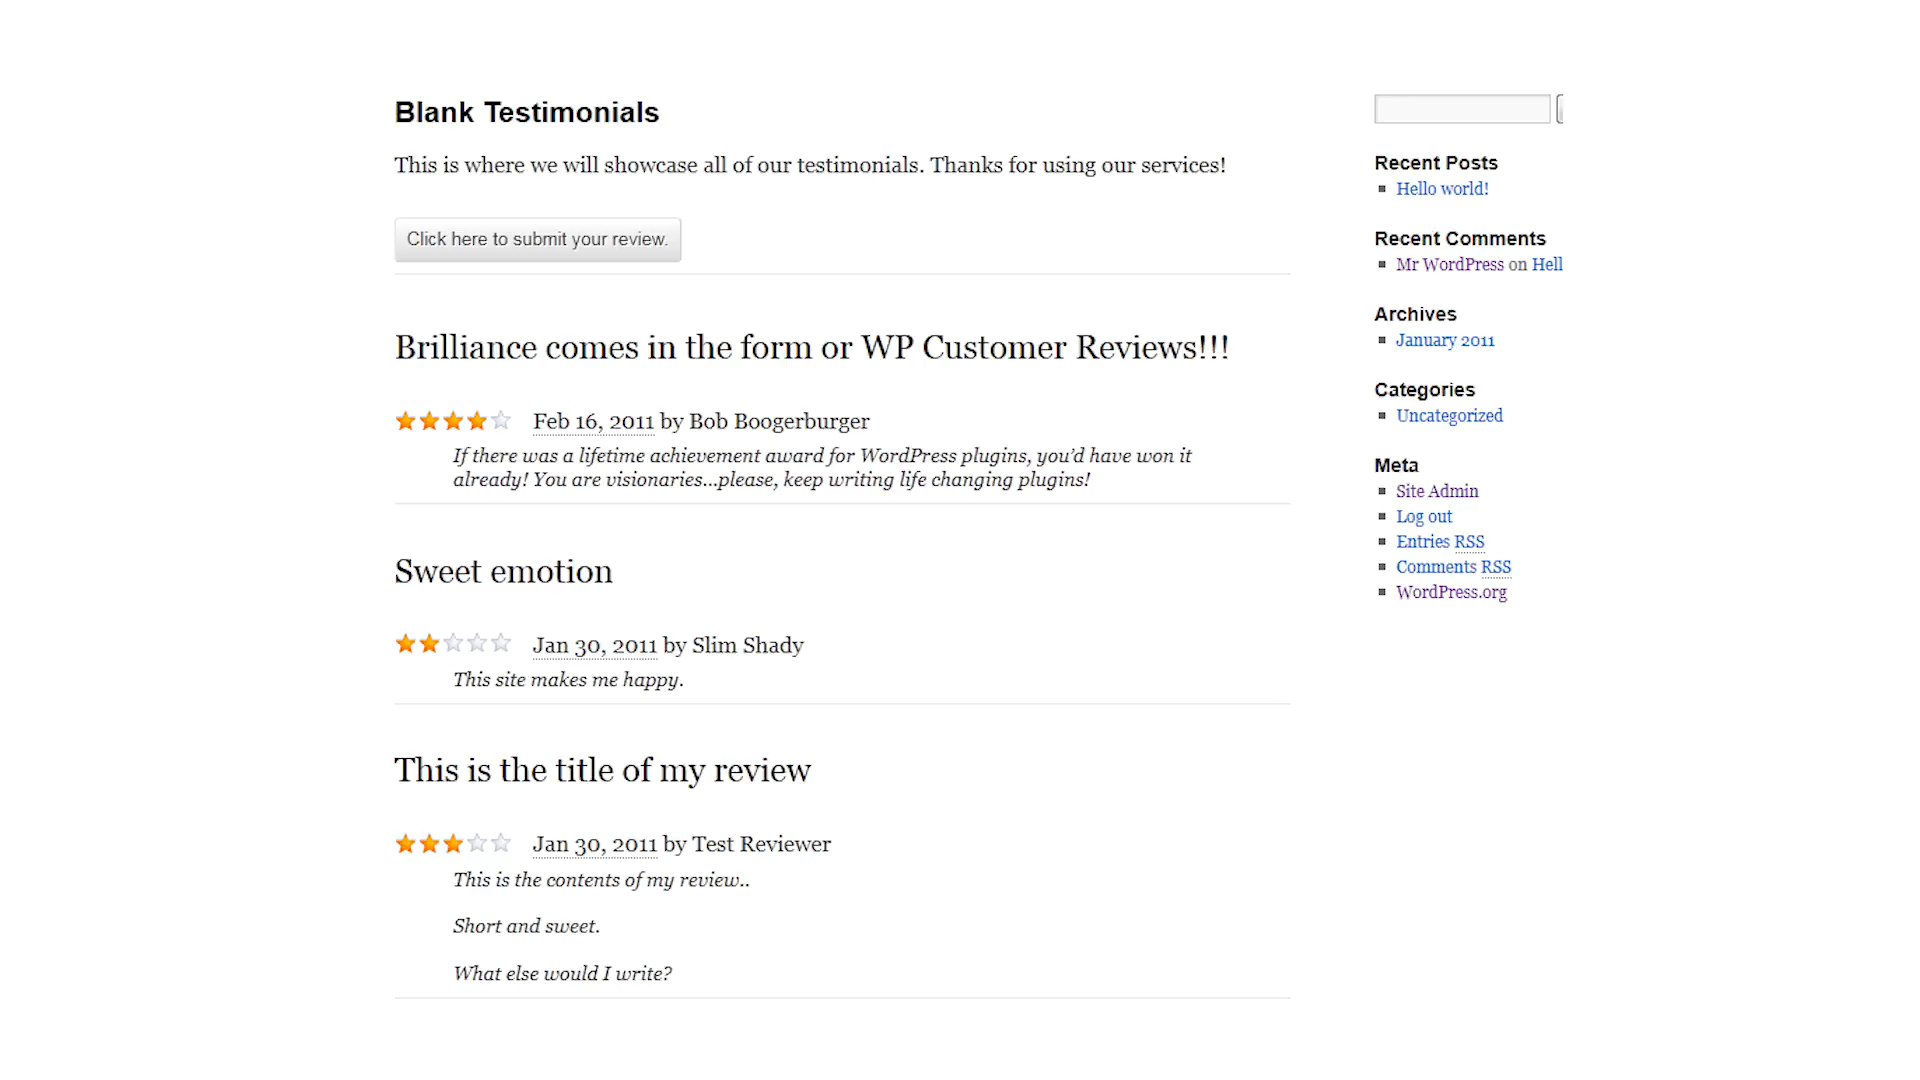 Blank Testimonials
This is where we will showcase all of our testimonials. Thanks for using our services!
Click here to submit your review.
Brilliance comes in the form or WP Customer Reviews!!!
Feb 16, 2011 by Bob Boogerburger
If there was a lifetime achievement award for WordPress plugins, you’d have won it
already! You are visionaries...please, keep writing life changing plugins!
Sweet emotion
Jan 30, 2011 by Slim Shady
This site makes me happy.
This is the title of my review
Jan 30, 2011 by Test Reviewer
This is the contents of my review..
Short and sweet.
What else would I write?
Recent Posts
Hello world!
Recent Comments
Mr WordPress on Hell
Archives
January 2011
Categories
Uncategorized
Meta
Site Admin
Log out
Entries RSS
Comments RSS
WordPress.org